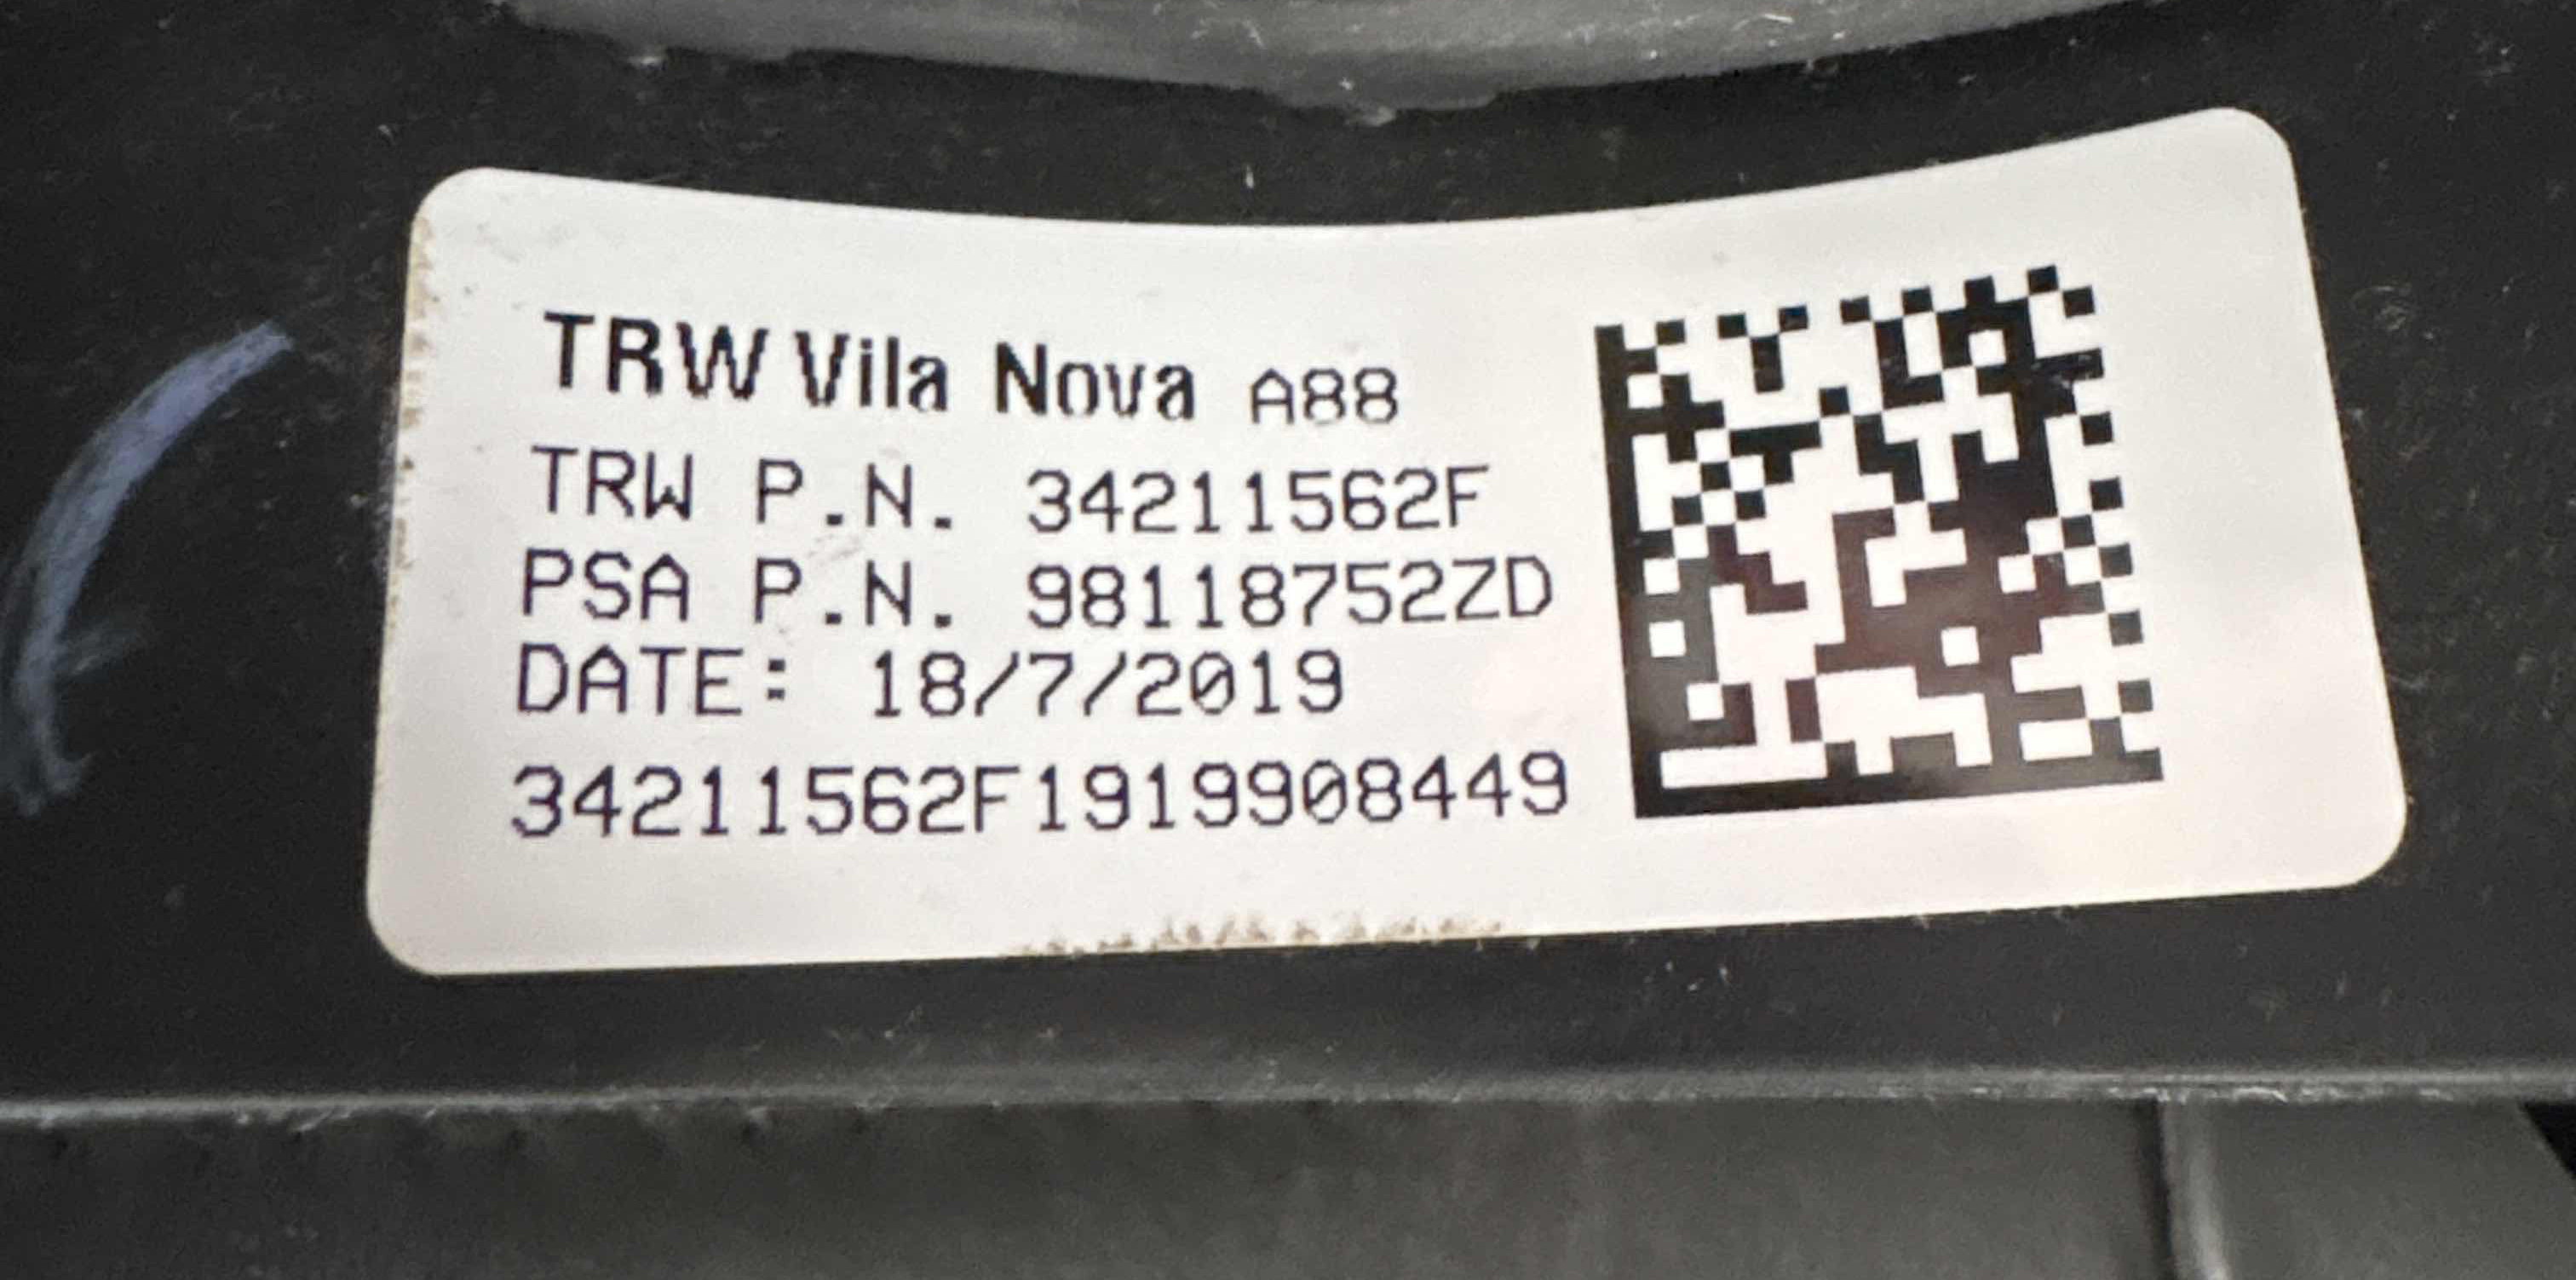 TRW Vila Nova A88
TRW P.N. 34211562F
PSA P.N. 98118752ZD
DATE: 18/7/2019
34211562F1919908449